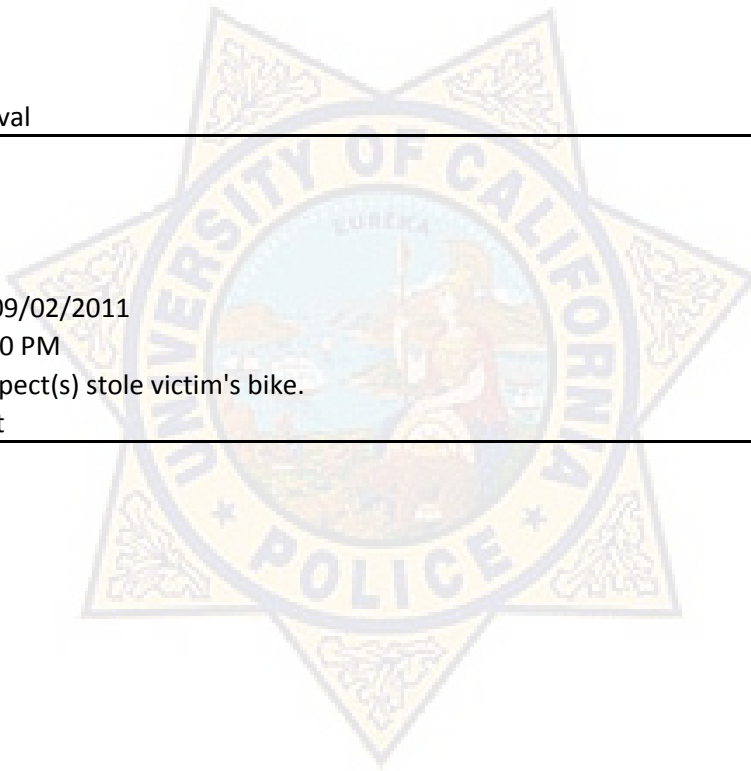 val
09/02/2011
0 PM
pect(s) stole victim's bike.
t
UNIVERSITY OF CALIFORNIA
EUREKA
POLICE